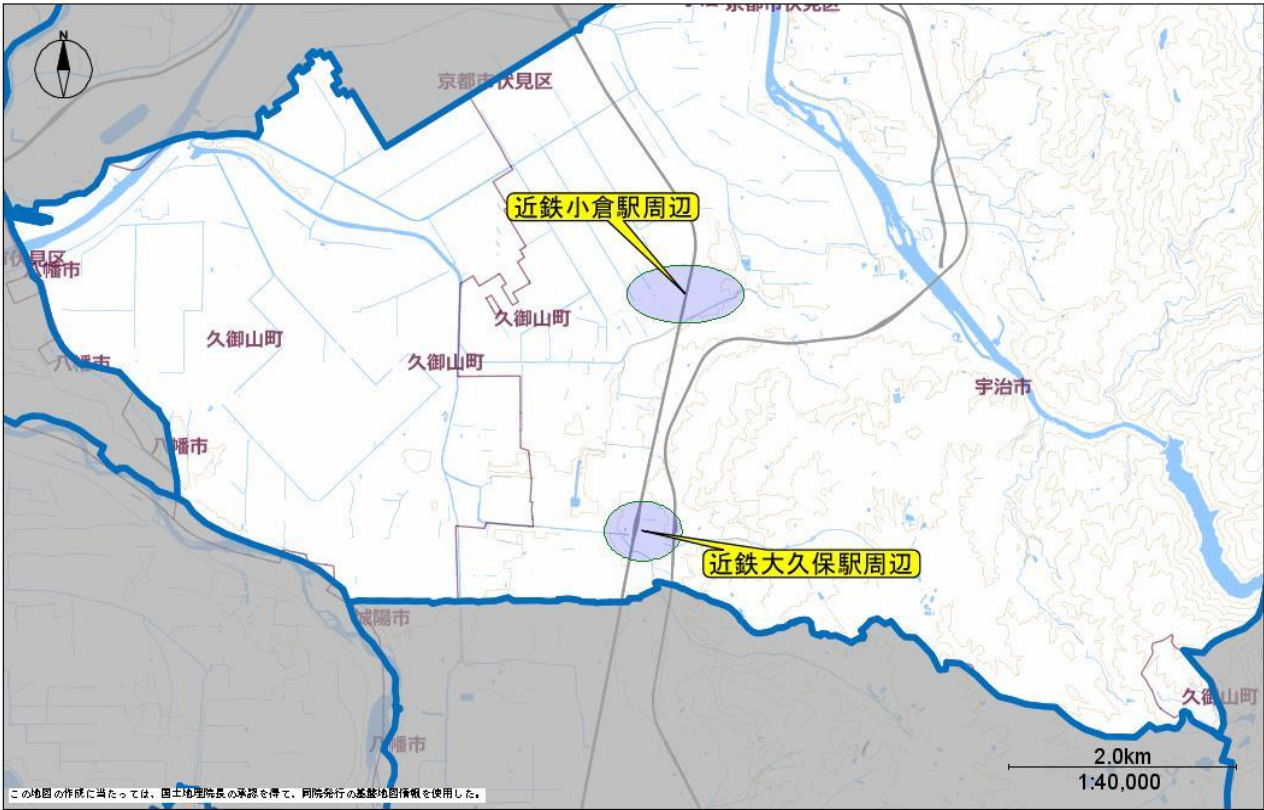 京都市伏見区
N
京都市伏見区
近鉄小倉駅周辺
伏見区
八幡市
久御山町
久御山町
久御山町
八幡市
宇治市
八幡市
近鉄大久保駅周辺
城陽市
久御山町
八幡市
2.0km
1:40,000
この地図の作成に当たっては、国土地理院長の承認を得て、同院発行の基盤地図情報を使用した。